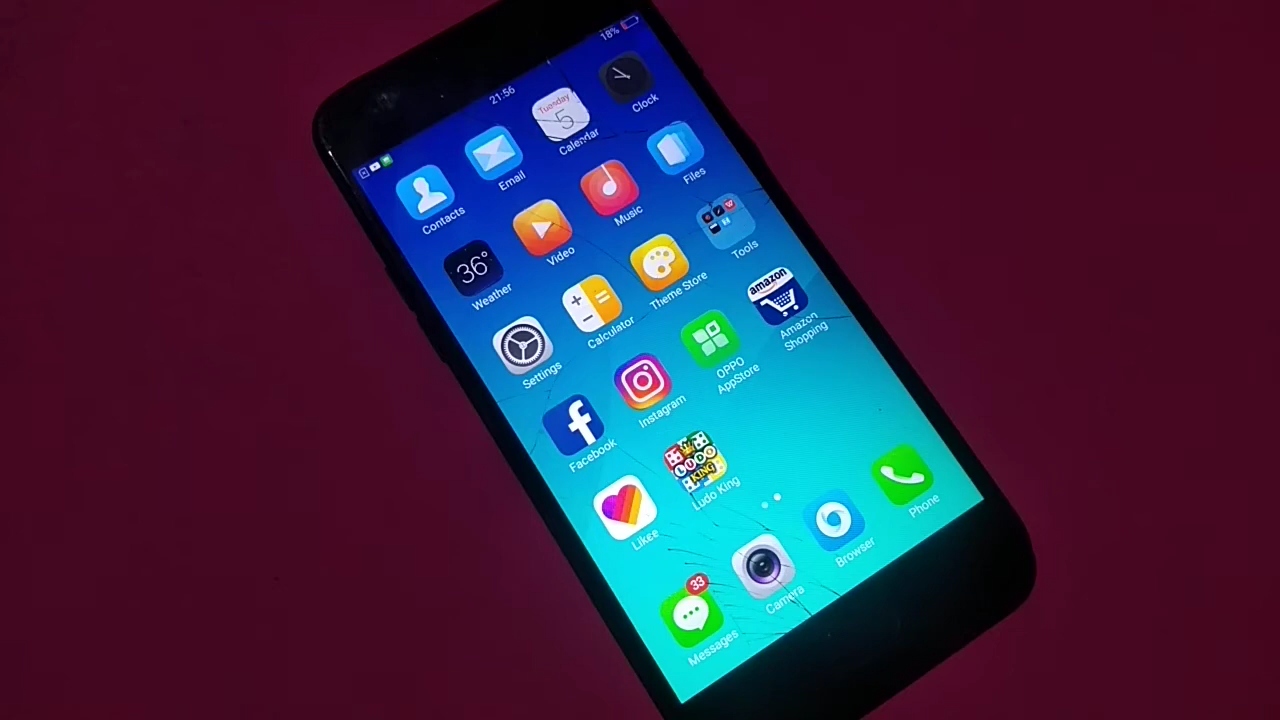 18%
21:56
Contacts
Email
Tuesday
5
Calendar
Clock
36°
Weather
Video
Music
Files
Settings
Calculator
Theme Store
Tools
Facebook
Instagram
OPPO
AppStore
amazon
Amazon
Shopping
Likee
LUDO
KING
Ludo King
33
Messages
Camera
Browser
Phone